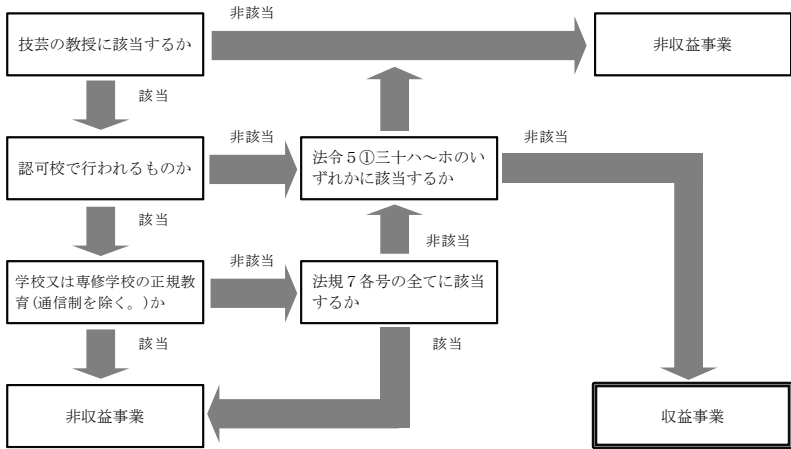 非該当
技芸の教授に該当するか
非収益事業
該当
非該当
非該当
認可校で行われるものか
法令5①三十ハ~ホのい
ずれかに該当するか
該当
非該当
非該当
学校又は専修学校の正規教
育(通信制を除く。)か
法規7各号の全てに該当
するか
該当
該当
非収益事業
収益事業